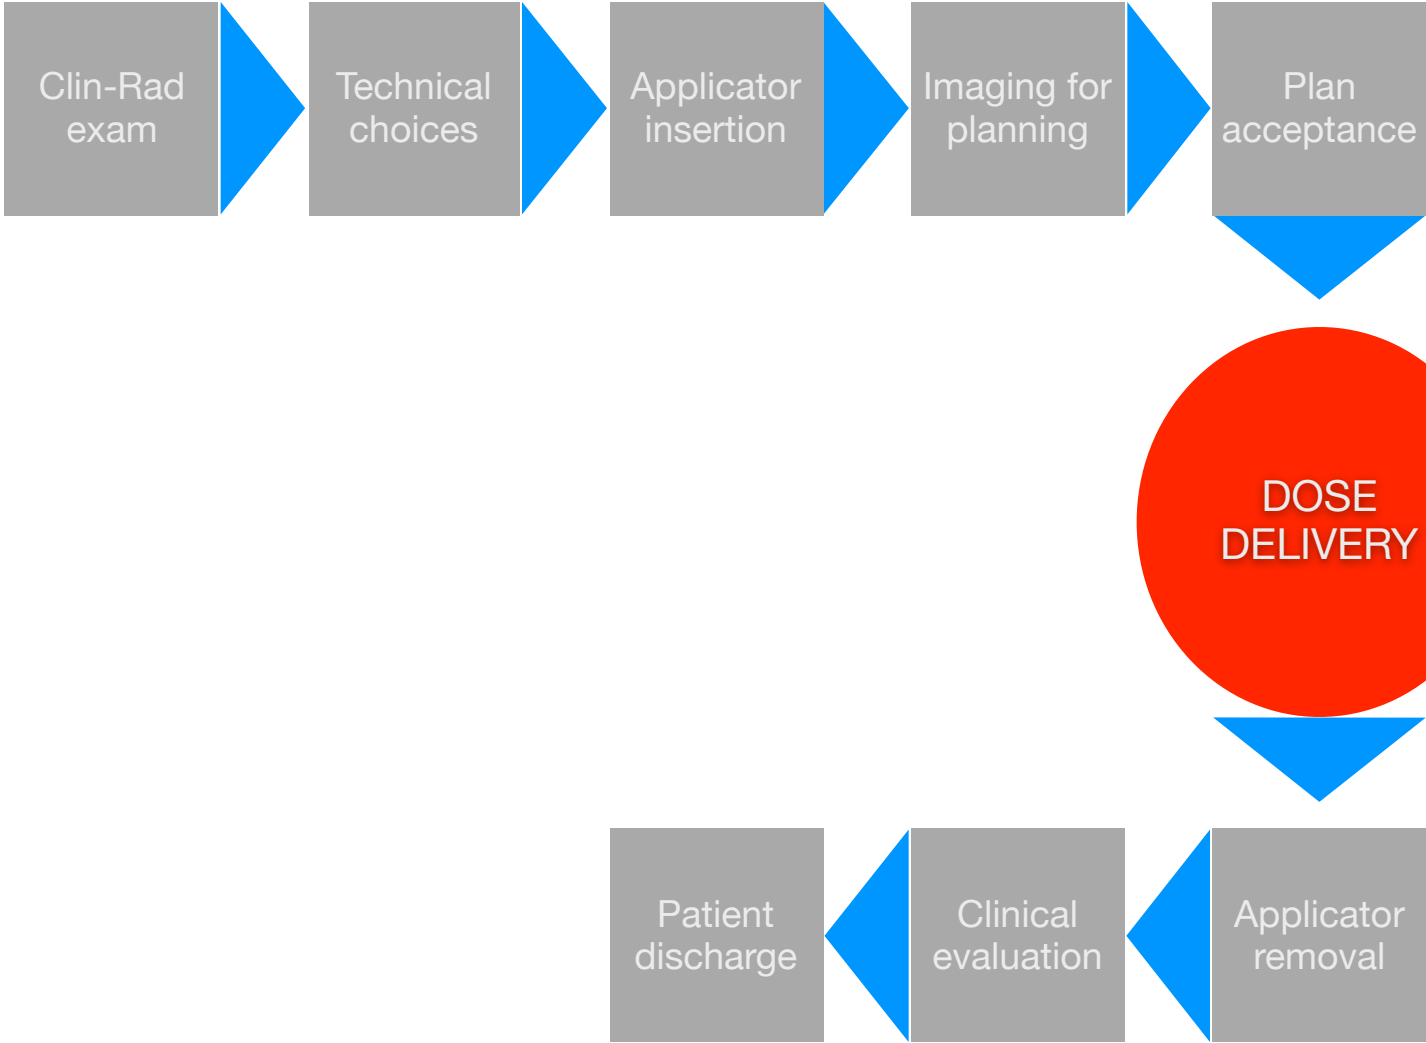 Clin-Rad
exam
Technical
choices
Applicator
insertion
Imaging for
planning
Plan
acceptance
DOSE
DELIVERY
Patient
discharge
Clinical
evaluation
Applicator
removal